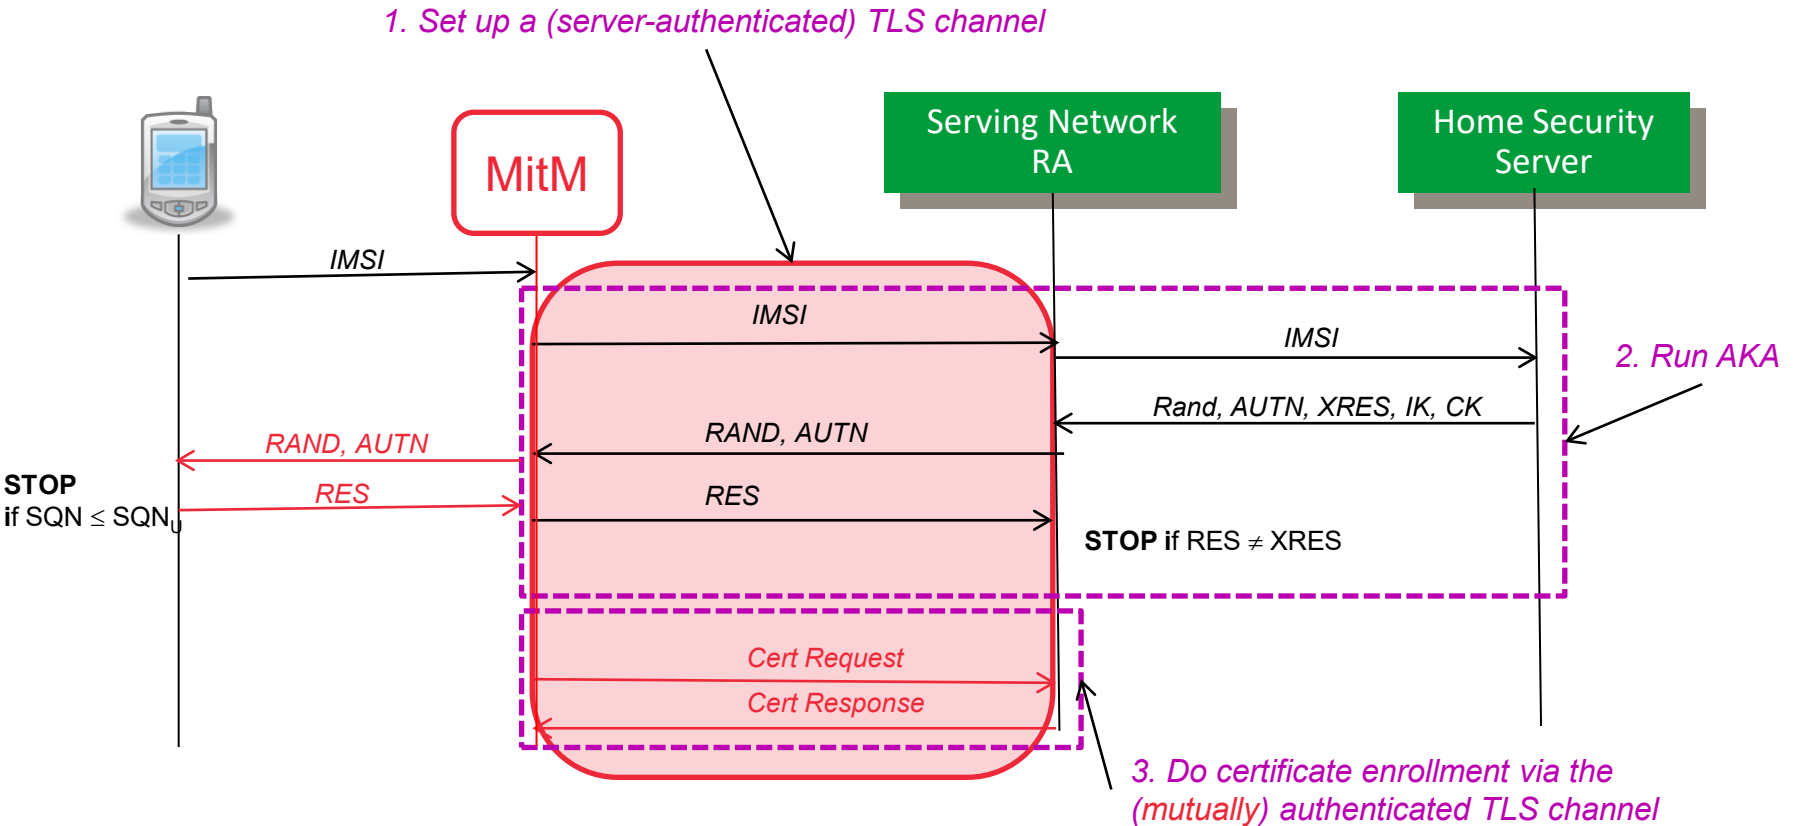 1. Set up a (server-authenticated) TLS channel
MitM
Serving Network
RA
Home Security
Server
IMSI
IMSI
IMSI
2. Run AKA
Rand, AUTN, XRES, IK, CK
RAND, AUTN
RAND, AUTN
STOP
if SQN ≤ SQNU
RES
RES
STOP if RES ≠ XRES
Cert Request
Cert Response
3. Do certificate enrollment via the
(mutually) authenticated TLS channel